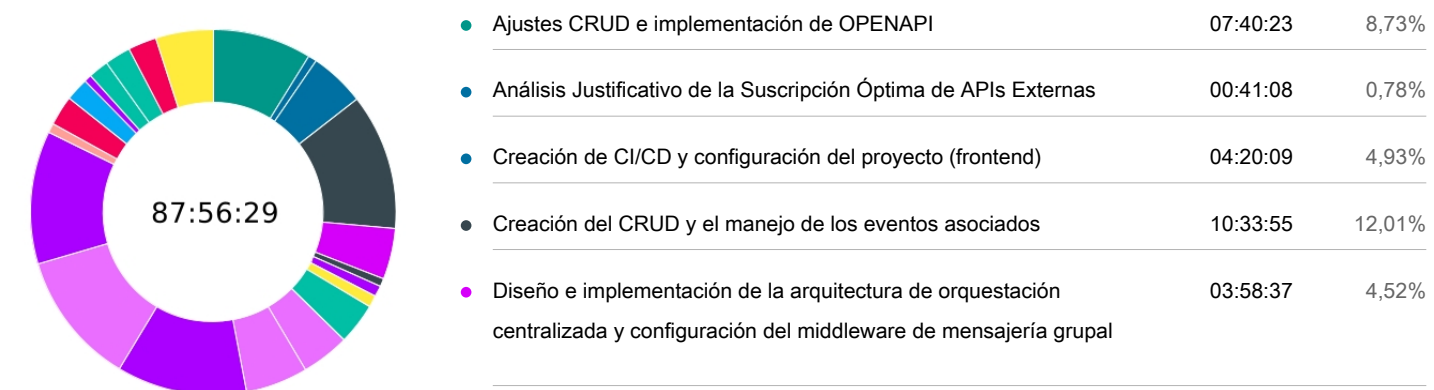 87:56:29
Ajustes CRUD e implementación de OPENAPI 07:40:23 8,73%
Análisis Justificativo de la Suscripción Óptima de APIs Externas 00:41:08 0,78%
Creación de CI/CD y configuración del proyecto (frontend) 04:20:09 4,93%
Creación del CRUD y el manejo de los eventos asociados 10:33:55 12,01%
Diseño e implementación de la arquitectura de orquestación 03:58:37 4,52%
centralizada y configuración del middleware de mensajería grupal